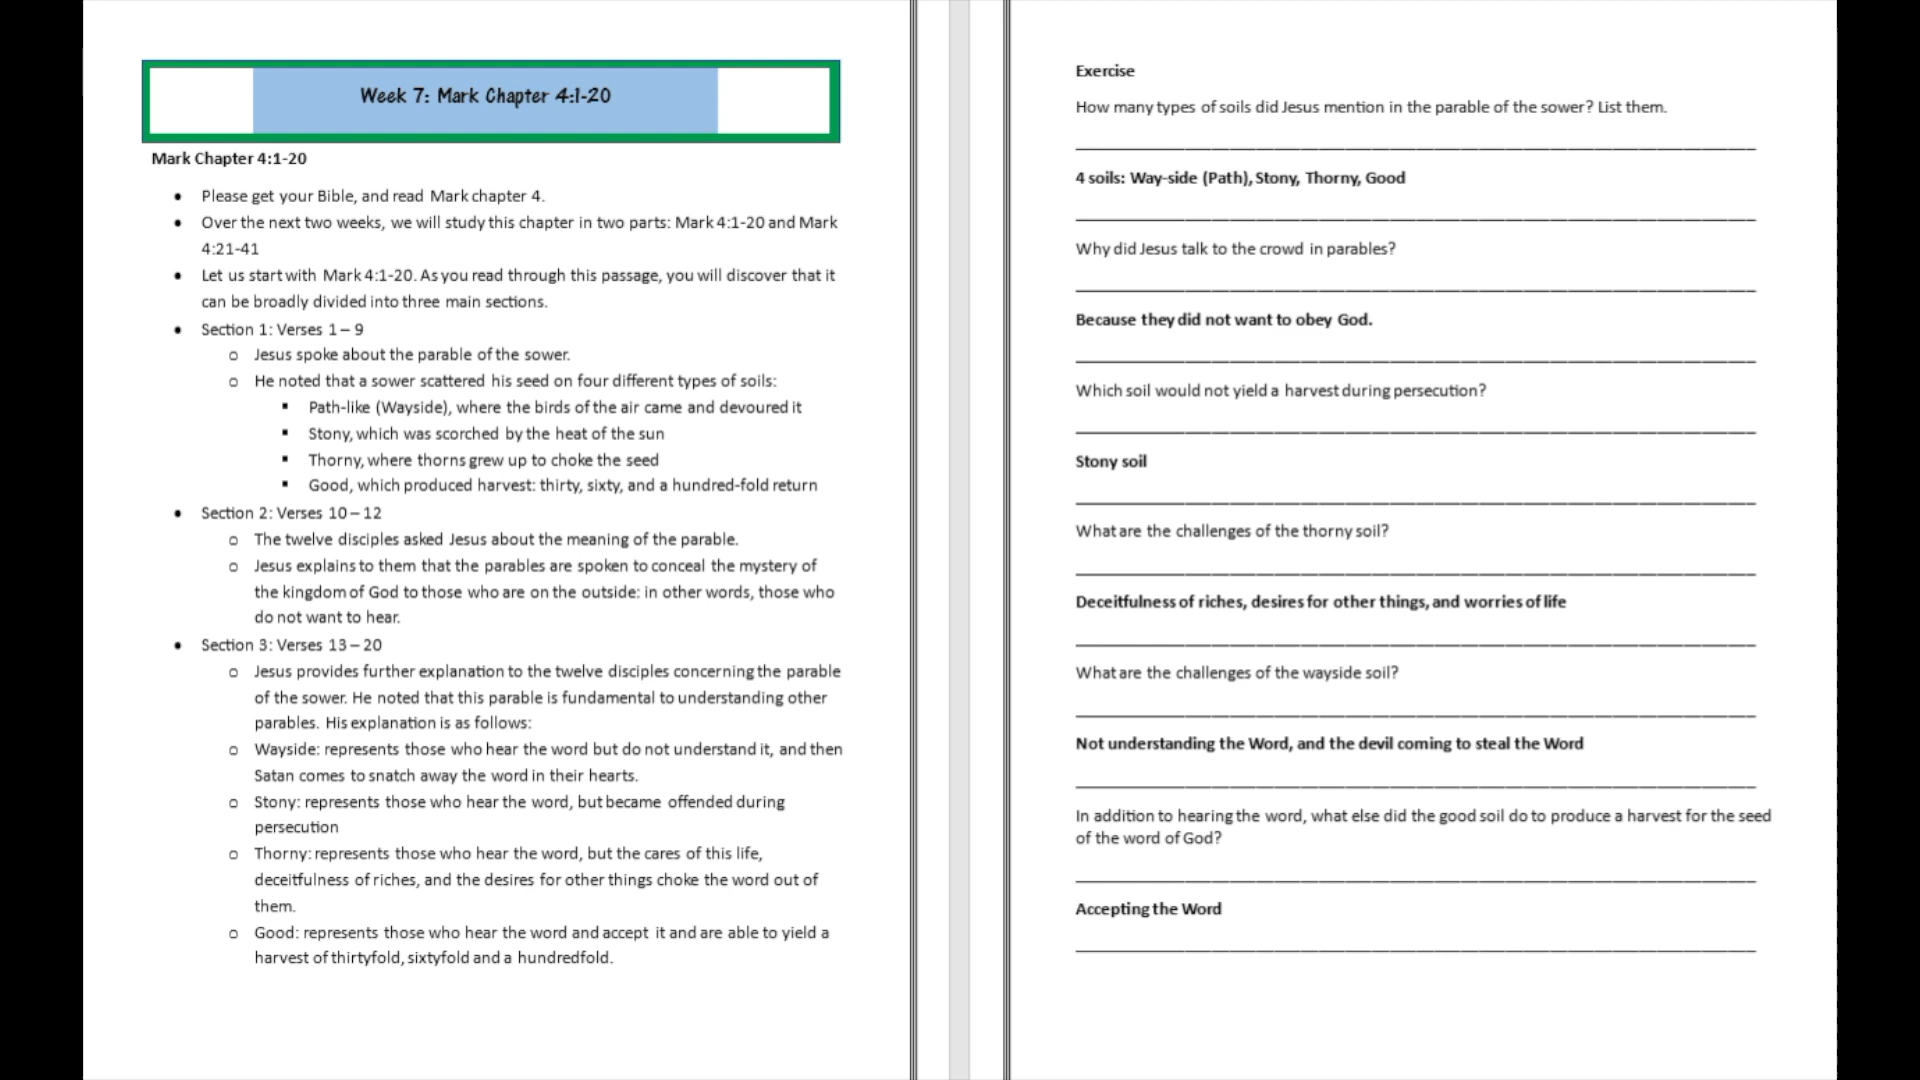 Week 7: Mark Chapter 4:1-20
Mark Chapter 4:1-20
• Please get your Bible, and read Mark chapter 4.
• Over the next two weeks, we will study this chapter in two parts: Mark 4:1-20 and Mark
4:21-41
• Let us start with Mark 4:1-20. As you read through this passage, you will discover that it
can be broadly divided into three main sections.
• Section 1: Verses 1 – 9
o Jesus spoke about the parable of the sower.
o He noted that a sower scattered his seed on four different types of soils:
▪ Path-like (Wayside), where the birds of the air came and devoured it
▪ Stony, which was scorched by the heat of the sun
▪ Thorny, where thorns grew up to choke the seed
▪ Good, which produced harvest: thirty, sixty, and a hundred-fold return
• Section 2: Verses 10 – 12
o The twelve disciples asked Jesus about the meaning of the parable.
o Jesus explains to them that the parables are spoken to conceal the mystery of
the kingdom of God to those who are on the outside: in other words, those who
do not want to hear.
• Section 3: Verses 13 – 20
o Jesus provides further explanation to the twelve disciples concerning the parable
of the sower. He noted that this parable is fundamental to understanding other
parables. His explanation is as follows:
o Wayside: represents those who hear the word but do not understand it, and then
Satan comes to snatch away the word in their hearts.
o Stony: represents those who hear the word, but became offended during
persecution
o Thorny: represents those who hear the word, but the cares of this life,
deceitfulness of riches, and the desires for other things choke the word out of
them.
o Good: represents those who hear the word and accept it and are able to yield a
harvest of thirtyfold, sixtyfold and a hundredfold.
Exercise
How many types of soils did Jesus mention in the parable of the sower? List them.
4 soils: Way-side (Path), Stony, Thorny, Good
Why did Jesus talk to the crowd in parables?
Because they did not want to obey God.
Which soil would not yield a harvest during persecution?
Stony soil
What are the challenges of the thorny soil?
Deceitfulness of riches, desires for other things, and worries of life
What are the challenges of the wayside soil?
Not understanding the Word, and the devil coming to steal the Word
In addition to hearing the word, what else did the good soil do to produce a harvest for the seed
of the word of God?
Accepting the Word